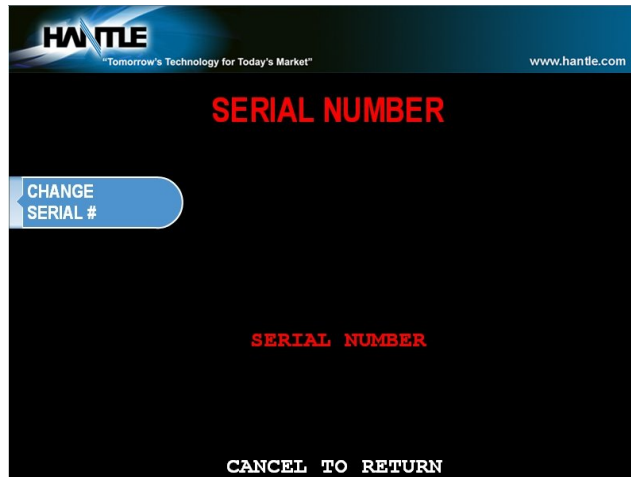 HANTLE
"Tomorrow's Technology for Today's Market"
www.hantle.com
SERIAL NUMBER
CHANGE
SERIAL #
SERIAL NUMBER
CANCEL TO RETURN